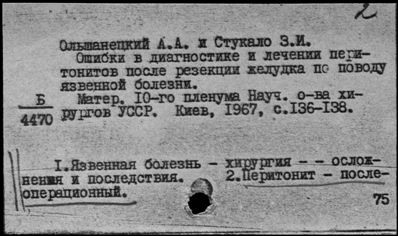 2
Ольшанецкий А.А. и Стукало З.И.
Ошибки в диагностике и лечении пери-
тонитов после резекции желудка по поводу
язвенной болезни.
Б
4470
Матер. 10-го пленума Науч. о-ва хи-
рургов УССР. Киев, 1967, с.136-138.
1.Язвенная болезнь - хирургия - - ослож-
нения и последствия. 2.Перитонит - после-
операционный.
75